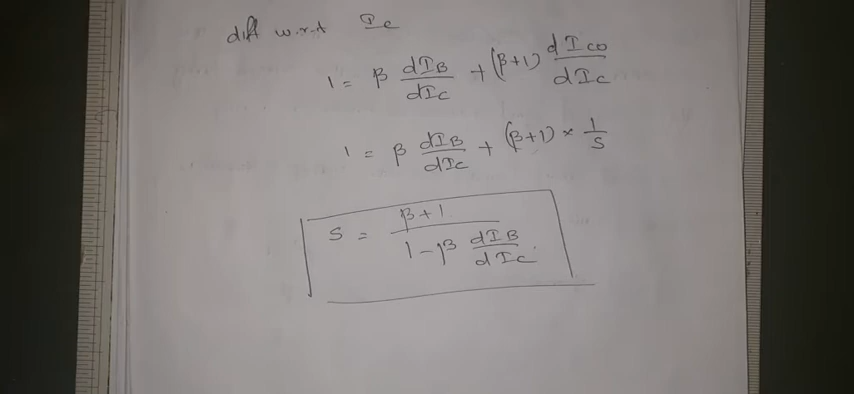 diff w.r.t Ic
1 = β dIB/dIC + (β+1) dICO/dIC
1 = β dIB/dIC + (β+1) × 1/S
S = β+1 / 1-β dIB/dIC